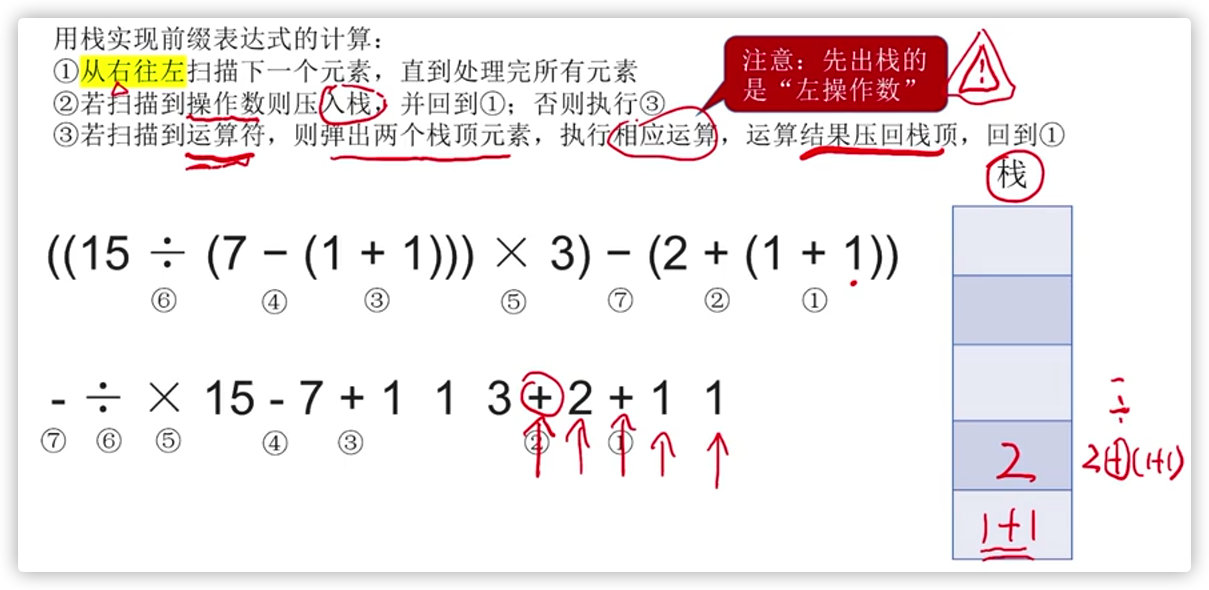 用栈实现前缀表达式的计算：
①从右往左扫描下一个元素，直到处理完所有元素
②若扫描到操作数则压入栈，并回到①；否则执行③
③若扫描到运算符，则弹出两个栈顶元素，执行相应运算，运算结果压回栈顶，回到①
注意：先出栈的
是“左操作数”
栈
((15 ÷ (7 − (1 + 1))) × 3) − (2 + (1 + 1))
⑥ ④ ③ ⑤ ⑦ ② ①
- ÷ × 15 - 7 + 1 1 3 + 2 + 1 1
⑦ ⑥ ⑤ ④ ③ ② ①
-
÷
2+(1+1)
2
1+1